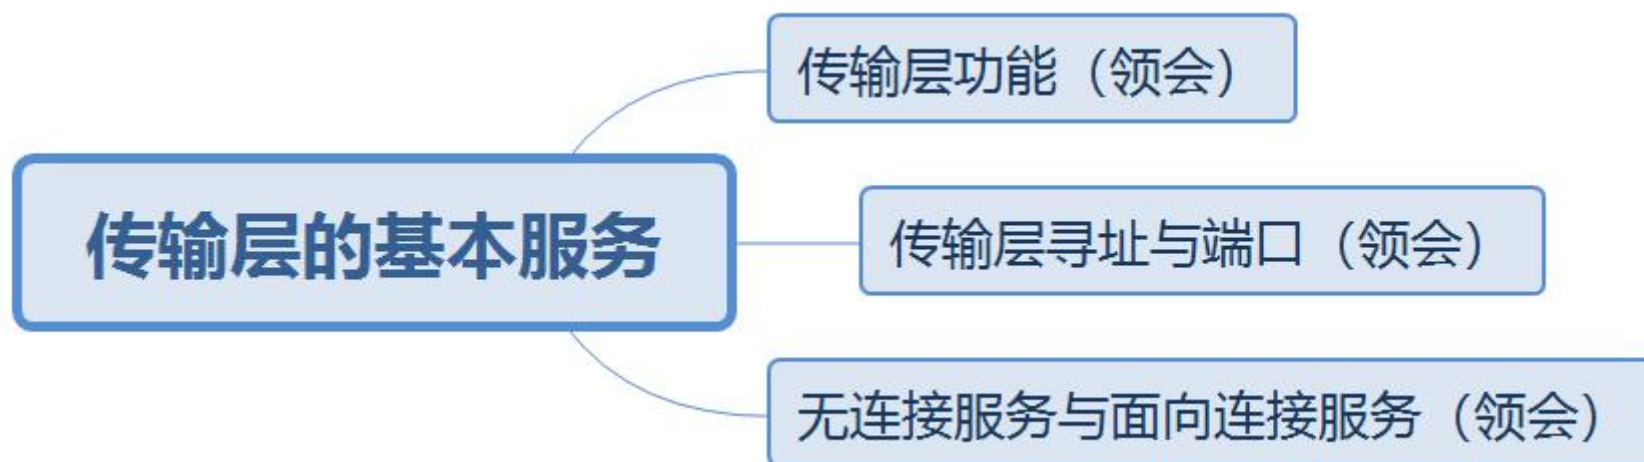 传输层功能（领会）
传输层的基本服务
传输层寻址与端口（领会）
无连接服务与面向连接服务（领会）